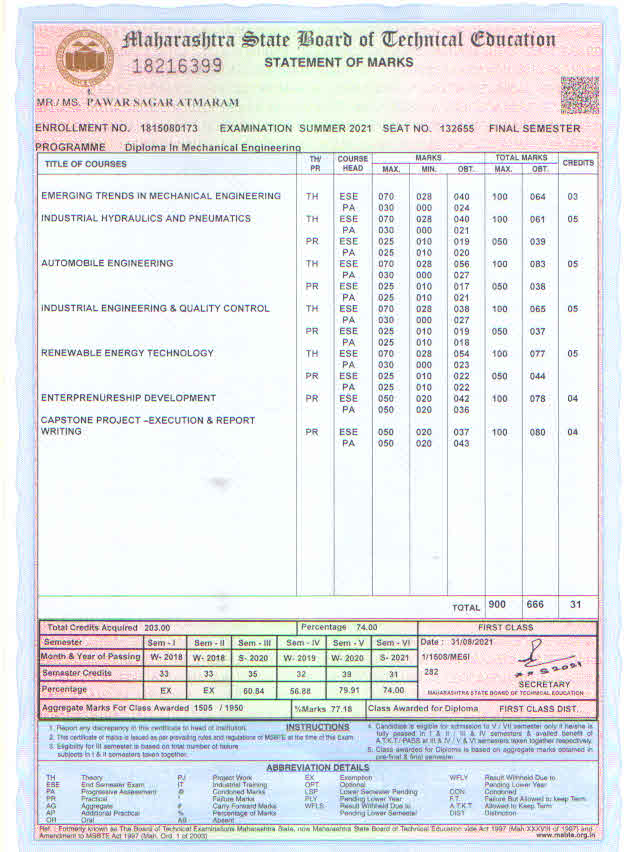 Maharashtra State Board of Technical Education
18216399
STATEMENT OF MARKS
MR./ MS. PAWAR SAGAR ATMARAM
ENROLLMENT NO. 1815080173 EXAMINATION SUMMER 2021 SEAT NO. 132655 FINAL SEMESTER
PROGRAMME Diploma In Mechanical Engineering
TITLE OF COURSES TH/ PR COURSE HEAD MARKS MAX. MIN. OBT. TOTAL MARKS MAX. OBT. CREDITS
EMERGING TRENDS IN MECHANICAL ENGINEERING TH ESE 070 028 040 100 064 03
PA 030 000 024
INDUSTRIAL HYDRAULICS AND PNEUMATICS TH ESE 070 028 040 100 061 05
PA 030 000 021
PR ESE 025 010 019 050 039
PA 025 010 020
AUTOMOBILE ENGINEERING TH ESE 070 028 056 100 083 05
PA 030 000 027
PR ESE 025 010 017 050 038
PA 025 010 021
INDUSTRIAL ENGINEERING & QUALITY CONTROL TH ESE 070 028 038 100 065 05
PA 030 000 027
PR ESE 025 010 019 050 037
PA 025 010 018
RENEWABLE ENERGY TECHNOLOGY TH ESE 070 028 054 100 077 05
PA 030 000 023
PR ESE 025 010 022 050 044
PA 025 010 022
ENTERPRENURESHIP DEVELOPMENT PR ESE 050 020 042 100 078 04
PA 050 020 036
CAPSTONE PROJECT –EXECUTION & REPORT
WRITING PR ESE 050 020 037 100 080 04
PA 050 020 043
TOTAL 900 666 31
Total Credits Acquired 203.00 Percentage 74.00 FIRST CLASS
Semester Sem - I Sem - II Sem - III Sem - IV Sem - V Sem - VI Date : 31/08/2021
Month & Year of Passing W- 2018 W- 2018 S- 2020 W- 2019 W- 2020 S- 2021 1/1508/ME6I
Semester Credits 33 33 35 32 39 31 282
Percentage EX EX 60.84 56.88 79.91 74.00
SECRETARY
MAHARASHTRA STATE BOARD OF TECHNICAL EDUCATION
Aggregate Marks For Class Awarded 1505 / 1950 %Marks 77.18 Class Awarded for Diploma FIRST CLASS DIST.
INSTRUCTIONS
1. Report any discrepancy in this certificate to head of institution.
2. This certificate of marks is issued as per prevailing rules and regulations of MSBTE at the time of this Exam.
3. Eligibility for III semester is based on total number of failure
subjects in I & II semesters taken together.
4. Candidate is eligible for admission to V / VII semester only if he/she is
fully passed in I & II / III & IV semesters & availed benefit of
A.T.K.T./ PASS at III & IV / V & VI semesters taken together respectively.
5. Class awarded for Diploma is based on aggregate marks obtained in
pre-final & final semester.
ABBREVIATION DETAILS
TH Theory PJ Project Work EX Exemption WFLY Result Withheld Due to
ESE End Semester Exam IT Industrial Training OPT Optional Pending Lower Year
PA Progressive Assessment @ Condoned Marks LSP Lower Semester Pending CON Condoned
PR Practical * Failure Marks PLY Pending Lower Year F.T. Failure But Allowed to keep Term
AG Aggregate # Carry Forward Marks WFLS Result Withheld Due to A.T.K.T. Allowed to Keep Term
AP Additional Practical % Percentage of Marks Pending Lower Semester DIST Distinction
OR Oral AB Absent
Ref. : Formerly known as The Board of Technical Examinations Maharashtra State, now Maharashtra State Board of Technical Education vide Act 1997 (Mah.XXXVIII of 1997) and
Amendment to MSBTE Act 1997 (Mah. Ord. 1 of 2003) www.msbte.org.in